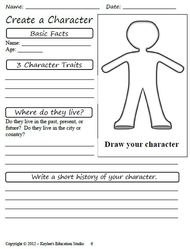 Name: Date:
Create a Character
Basic Facts
Name:
Age:
3 Character Traits
Where do they live?
Do they live in the past, present, or
future? Do they live in the city or
country?
Draw your character
Write a short history of your character.
Copyright © 2012 – Raylee's Education Studio 6